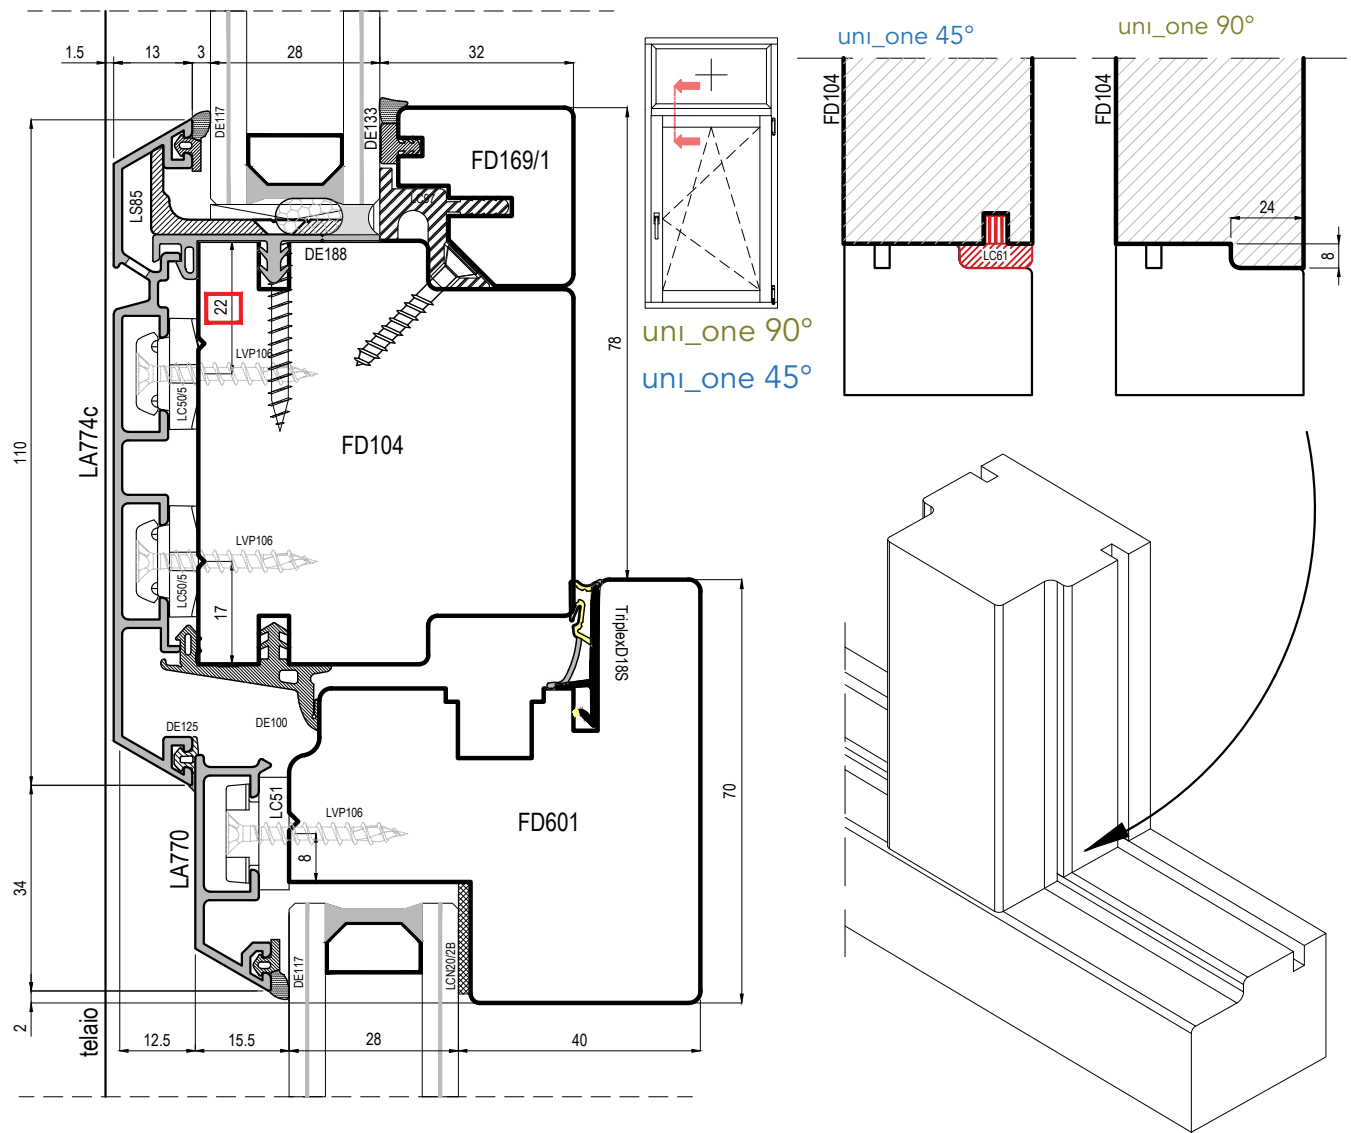 1.5 13 3 28 32
uni_one 45°
uni_one 90°
DE117
DE133
FD169/1
FD104
FD104
LS85
LC97
DE188
24
8
LC61
22
LVP106
LC50/5
uni_one 90°
uni_one 45°
78
LA774c
110
FD104
LVP106
LC50/5
17
TriplexD18S
DE125
DE100
LC51
LVP106
FD601
70
LA770
8
34
DE117
LCN20/2B
2
telaio
12.5 15.5 28 40